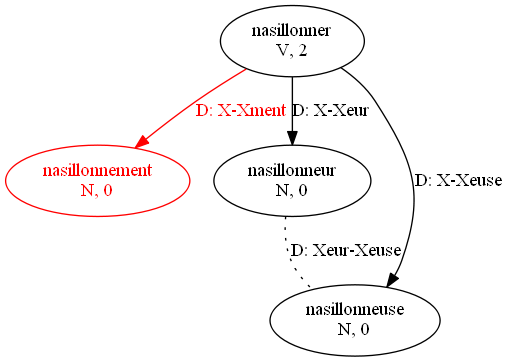 nasillonner
V, 2
D: X-Xment
D: X-Xeur
nasillonnement
N, 0
nasillonneur
N, 0
D: X-Xeuse
D: Xeur-Xeuse
nasillonneuse
N, 0